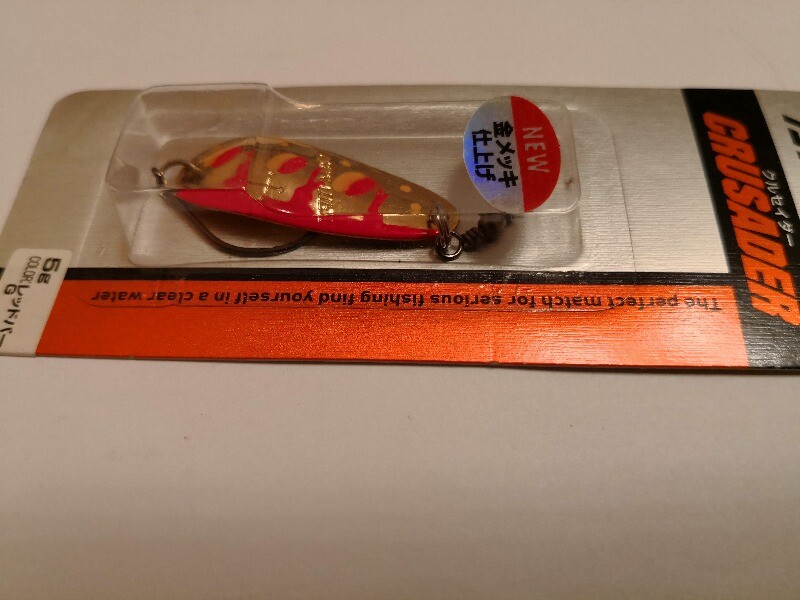 CRUSADER
クルセイダー
NEW
金メッキ
仕上げ
The perfect match for serious fishing find yourself in a clear water
5g
COLOR
レッドパー
G